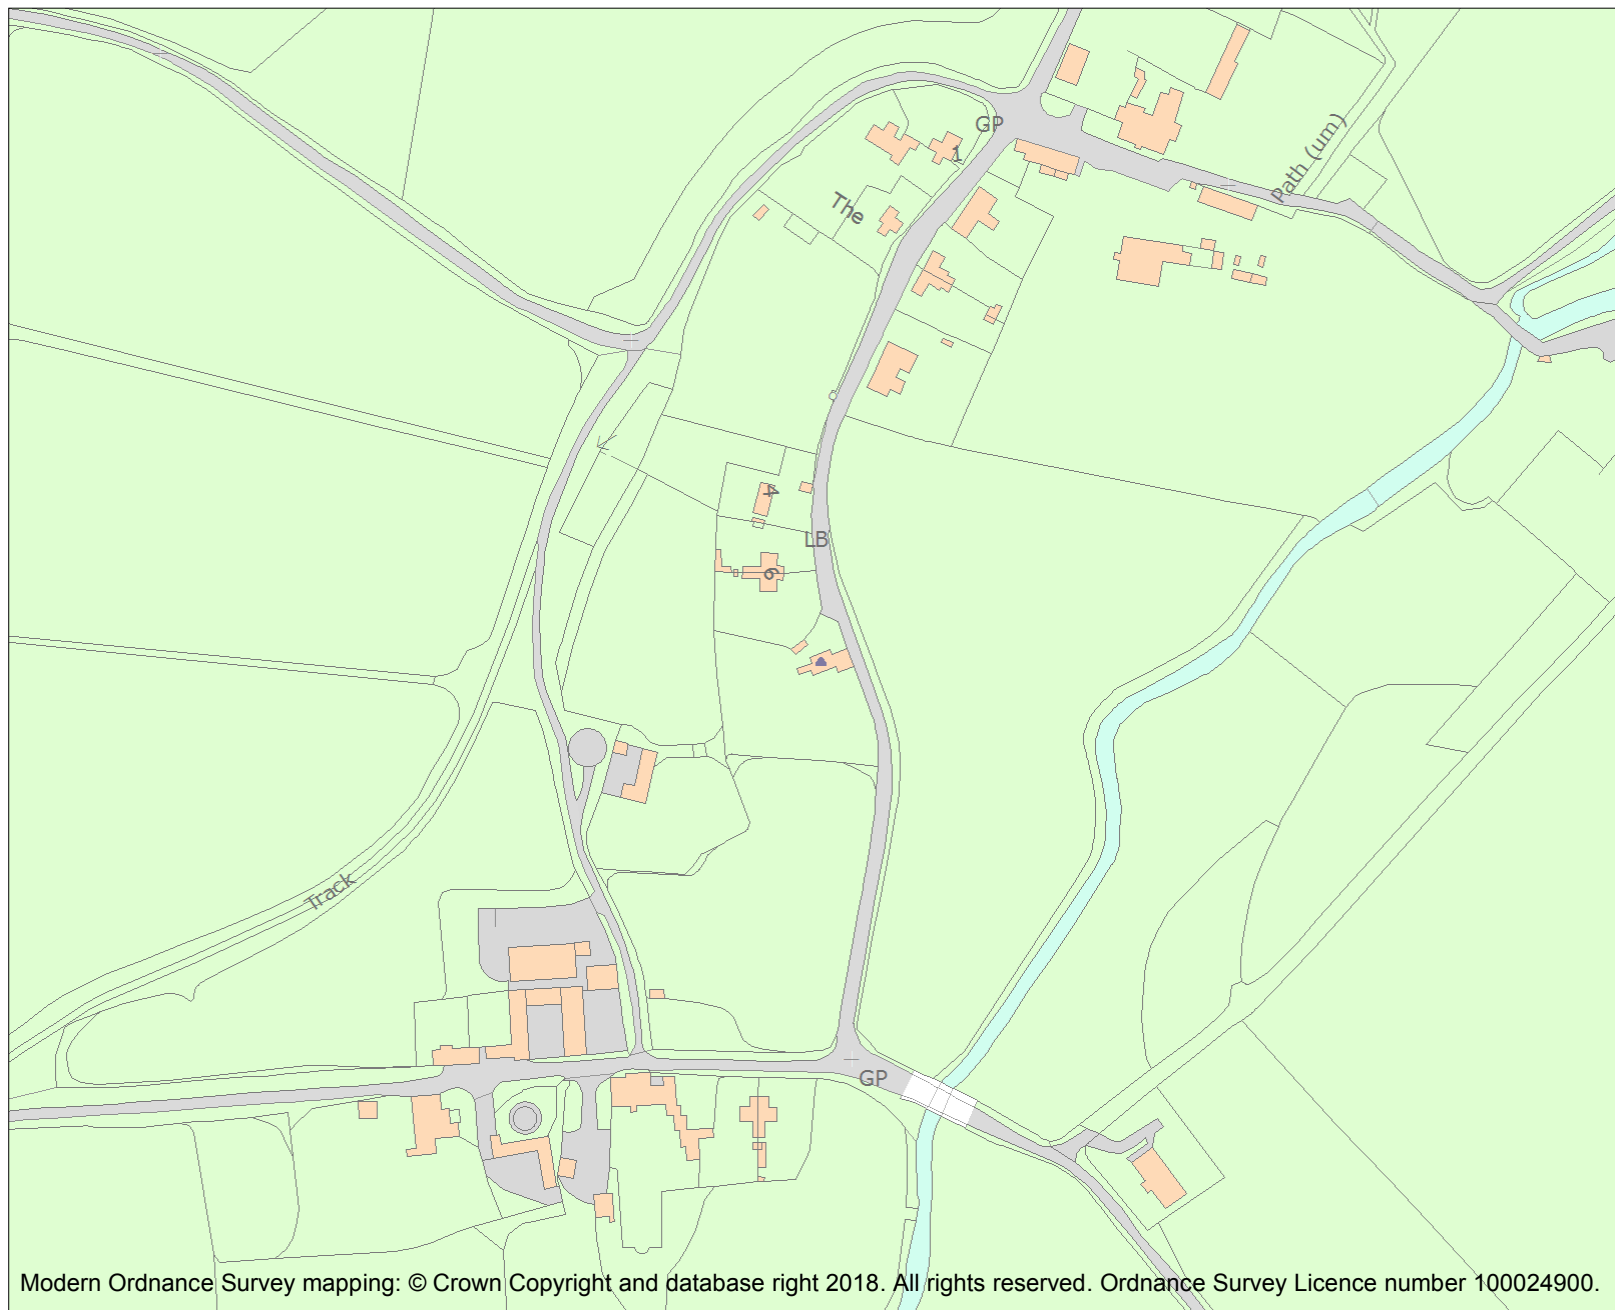 GP
1
Path (um)
The
4
LB
6
Track
GP
Modern Ordnance Survey mapping: © Crown Copyright and database right 2018. All rights reserved. Ordnance Survey Licence number 100024900.